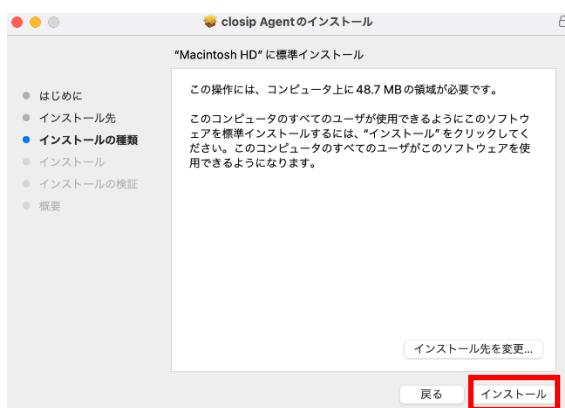 closip Agentのインストール
"Macintosh HD" に標準インストール
はじめに
インストール先
インストールの種類
インストール
インストールの検証
概要
この操作には、コンピュータ上に48.7 MBの領域が必要です。
このコンピュータのすべてのユーザが使用できるようにこのソフトウ
ェアを標準インストールするには、"インストール" をクリックしてく
ださい。このコンピュータのすべてのユーザがこのソフトウェアを使
用できるようになります。
インストール先を変更...
戻る
インストール